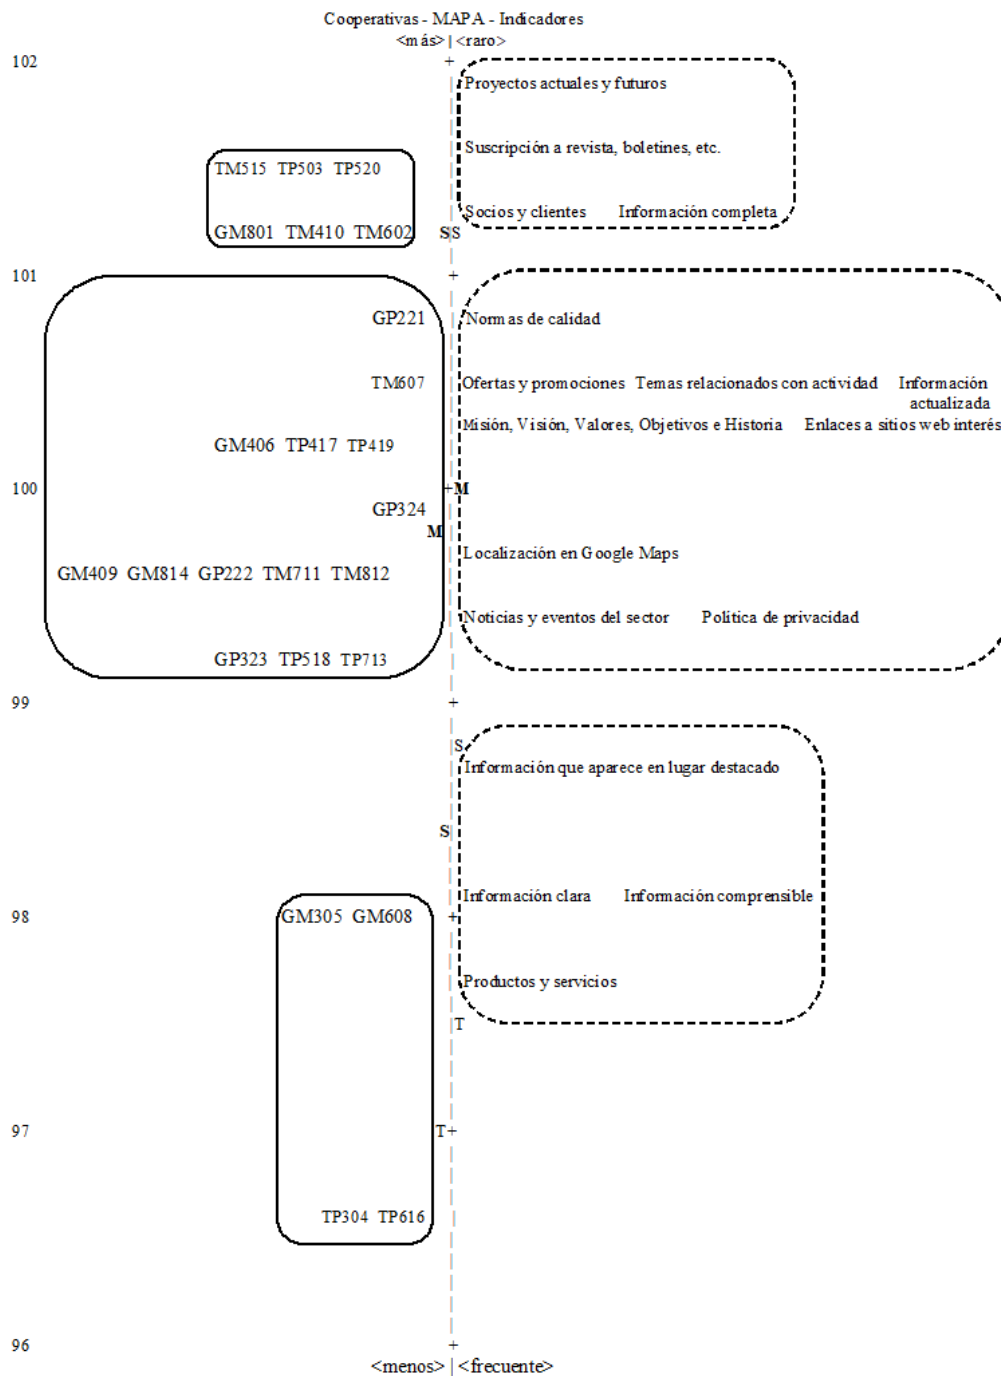 Cooperativas - MAPA - Indicadores
<más> | <raro>
102 +
Proyectos actuales y futuros
Suscripción a revista, boletines, etc.
TM515 TP503 TP520
Socios y clientes Información completa
GM801 TM410 TM602 S S
101 +
GP221 Normas de calidad
TM607 Ofertas y promociones Temas relacionados con actividad Información
actualizada
Misión, Visión, Valores, Objetivos e Historia Enlaces a sitios web interés
GM406 TP417 TP419
100 + M
GP324
M
Localización en Google Maps
GM409 GM814 GP222 TM711 TM812
Noticias y eventos del sector Política de privacidad
GP323 TP518 TP713
99 +
S
Información que aparece en lugar destacado
S
Información clara Información comprensible
98 GM305 GM608 +
Productos y servicios
T
97 T +
TP304 TP616
96 +
<menos> | <frecuente>